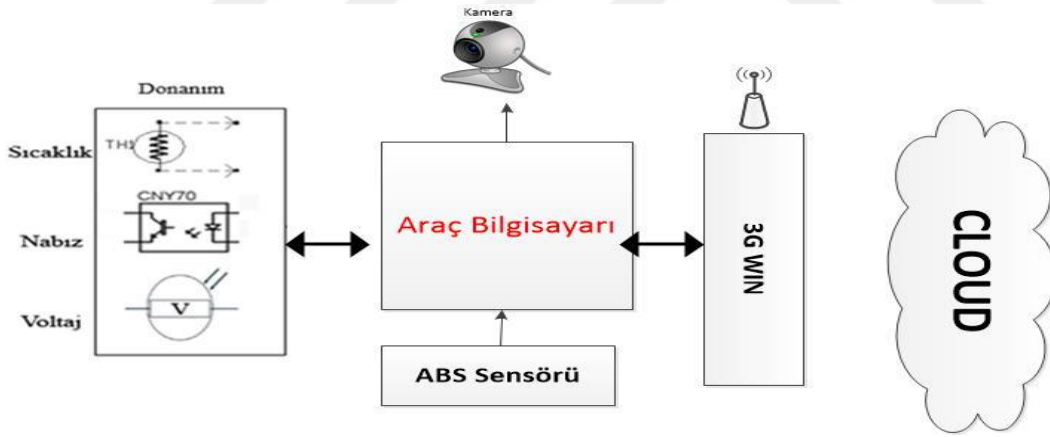 Kamera
Donanım
Sıcaklık
TH1
CNY70
Nabız
Voltaj
V
Araç Bilgisayarı
ABS Sensörü
3G WIN
CLOUD